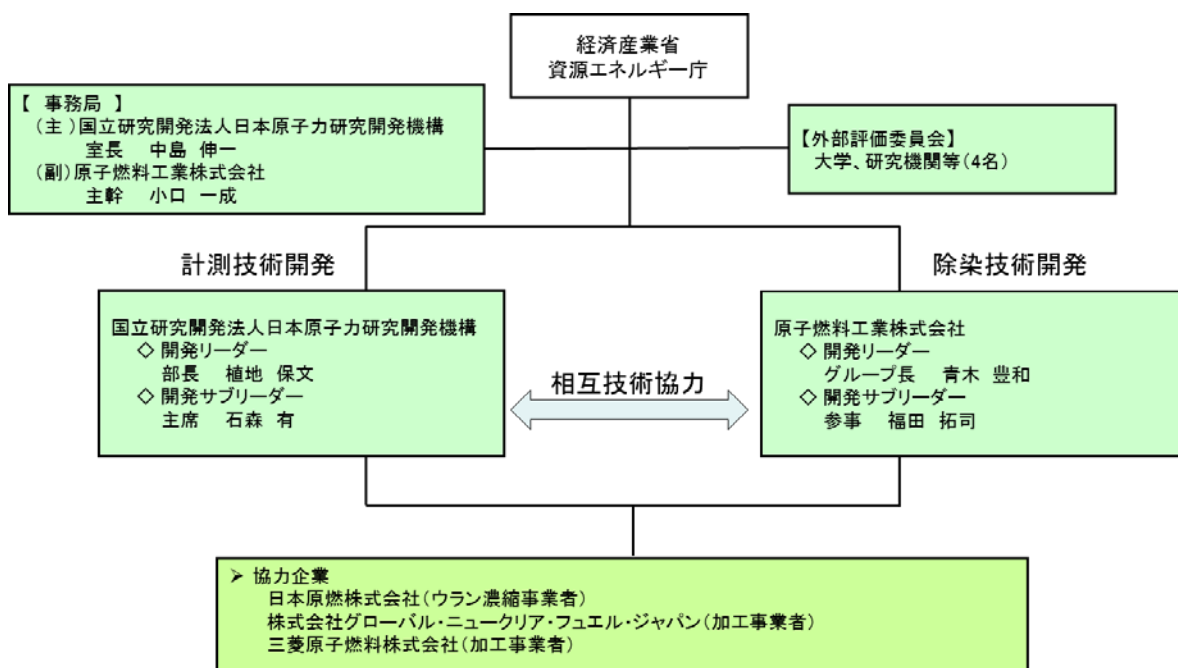 経済産業省
資源エネルギー庁
【 事務局 】
(主)国立研究開発法人日本原子力研究開発機構
室長 中島 伸一
(副)原子燃料工業株式会社
主幹 小口 一成
【外部評価委員会】
大学、研究機関等(4名)
計測技術開発
除染技術開発
国立研究開発法人日本原子力研究開発機構
◇ 開発リーダー
部長 植地 保文
◇ 開発サブリーダー
主席 石森 有
相互技術協力
原子燃料工業株式会社
◇ 開発リーダー
グループ長 青木 豊和
◇ 開発サブリーダー
参事 福田 拓司
➢ 協力企業
日本原燃株式会社(ウラン濃縮事業者)
株式会社グローバル・ニュークリア・フュエル・ジャパン(加工事業者)
三菱原子燃料株式会社(加工事業者)